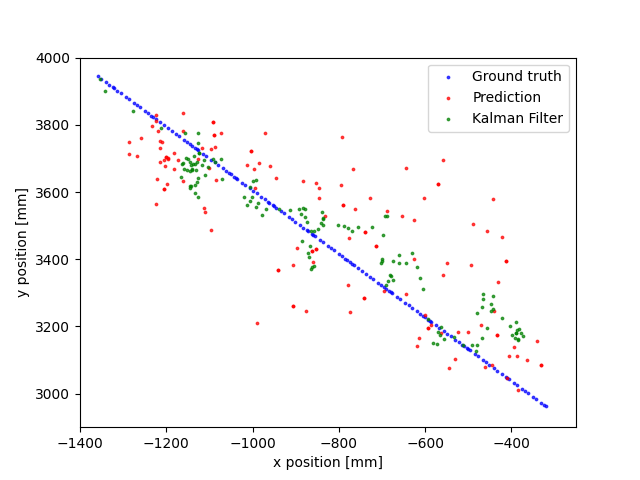 4000
3800
3600
3400
3200
3000
y position [mm]
Ground truth
Prediction
Kalman Filter
−1400 −1200 −1000 −800 −600 −400
x position [mm]